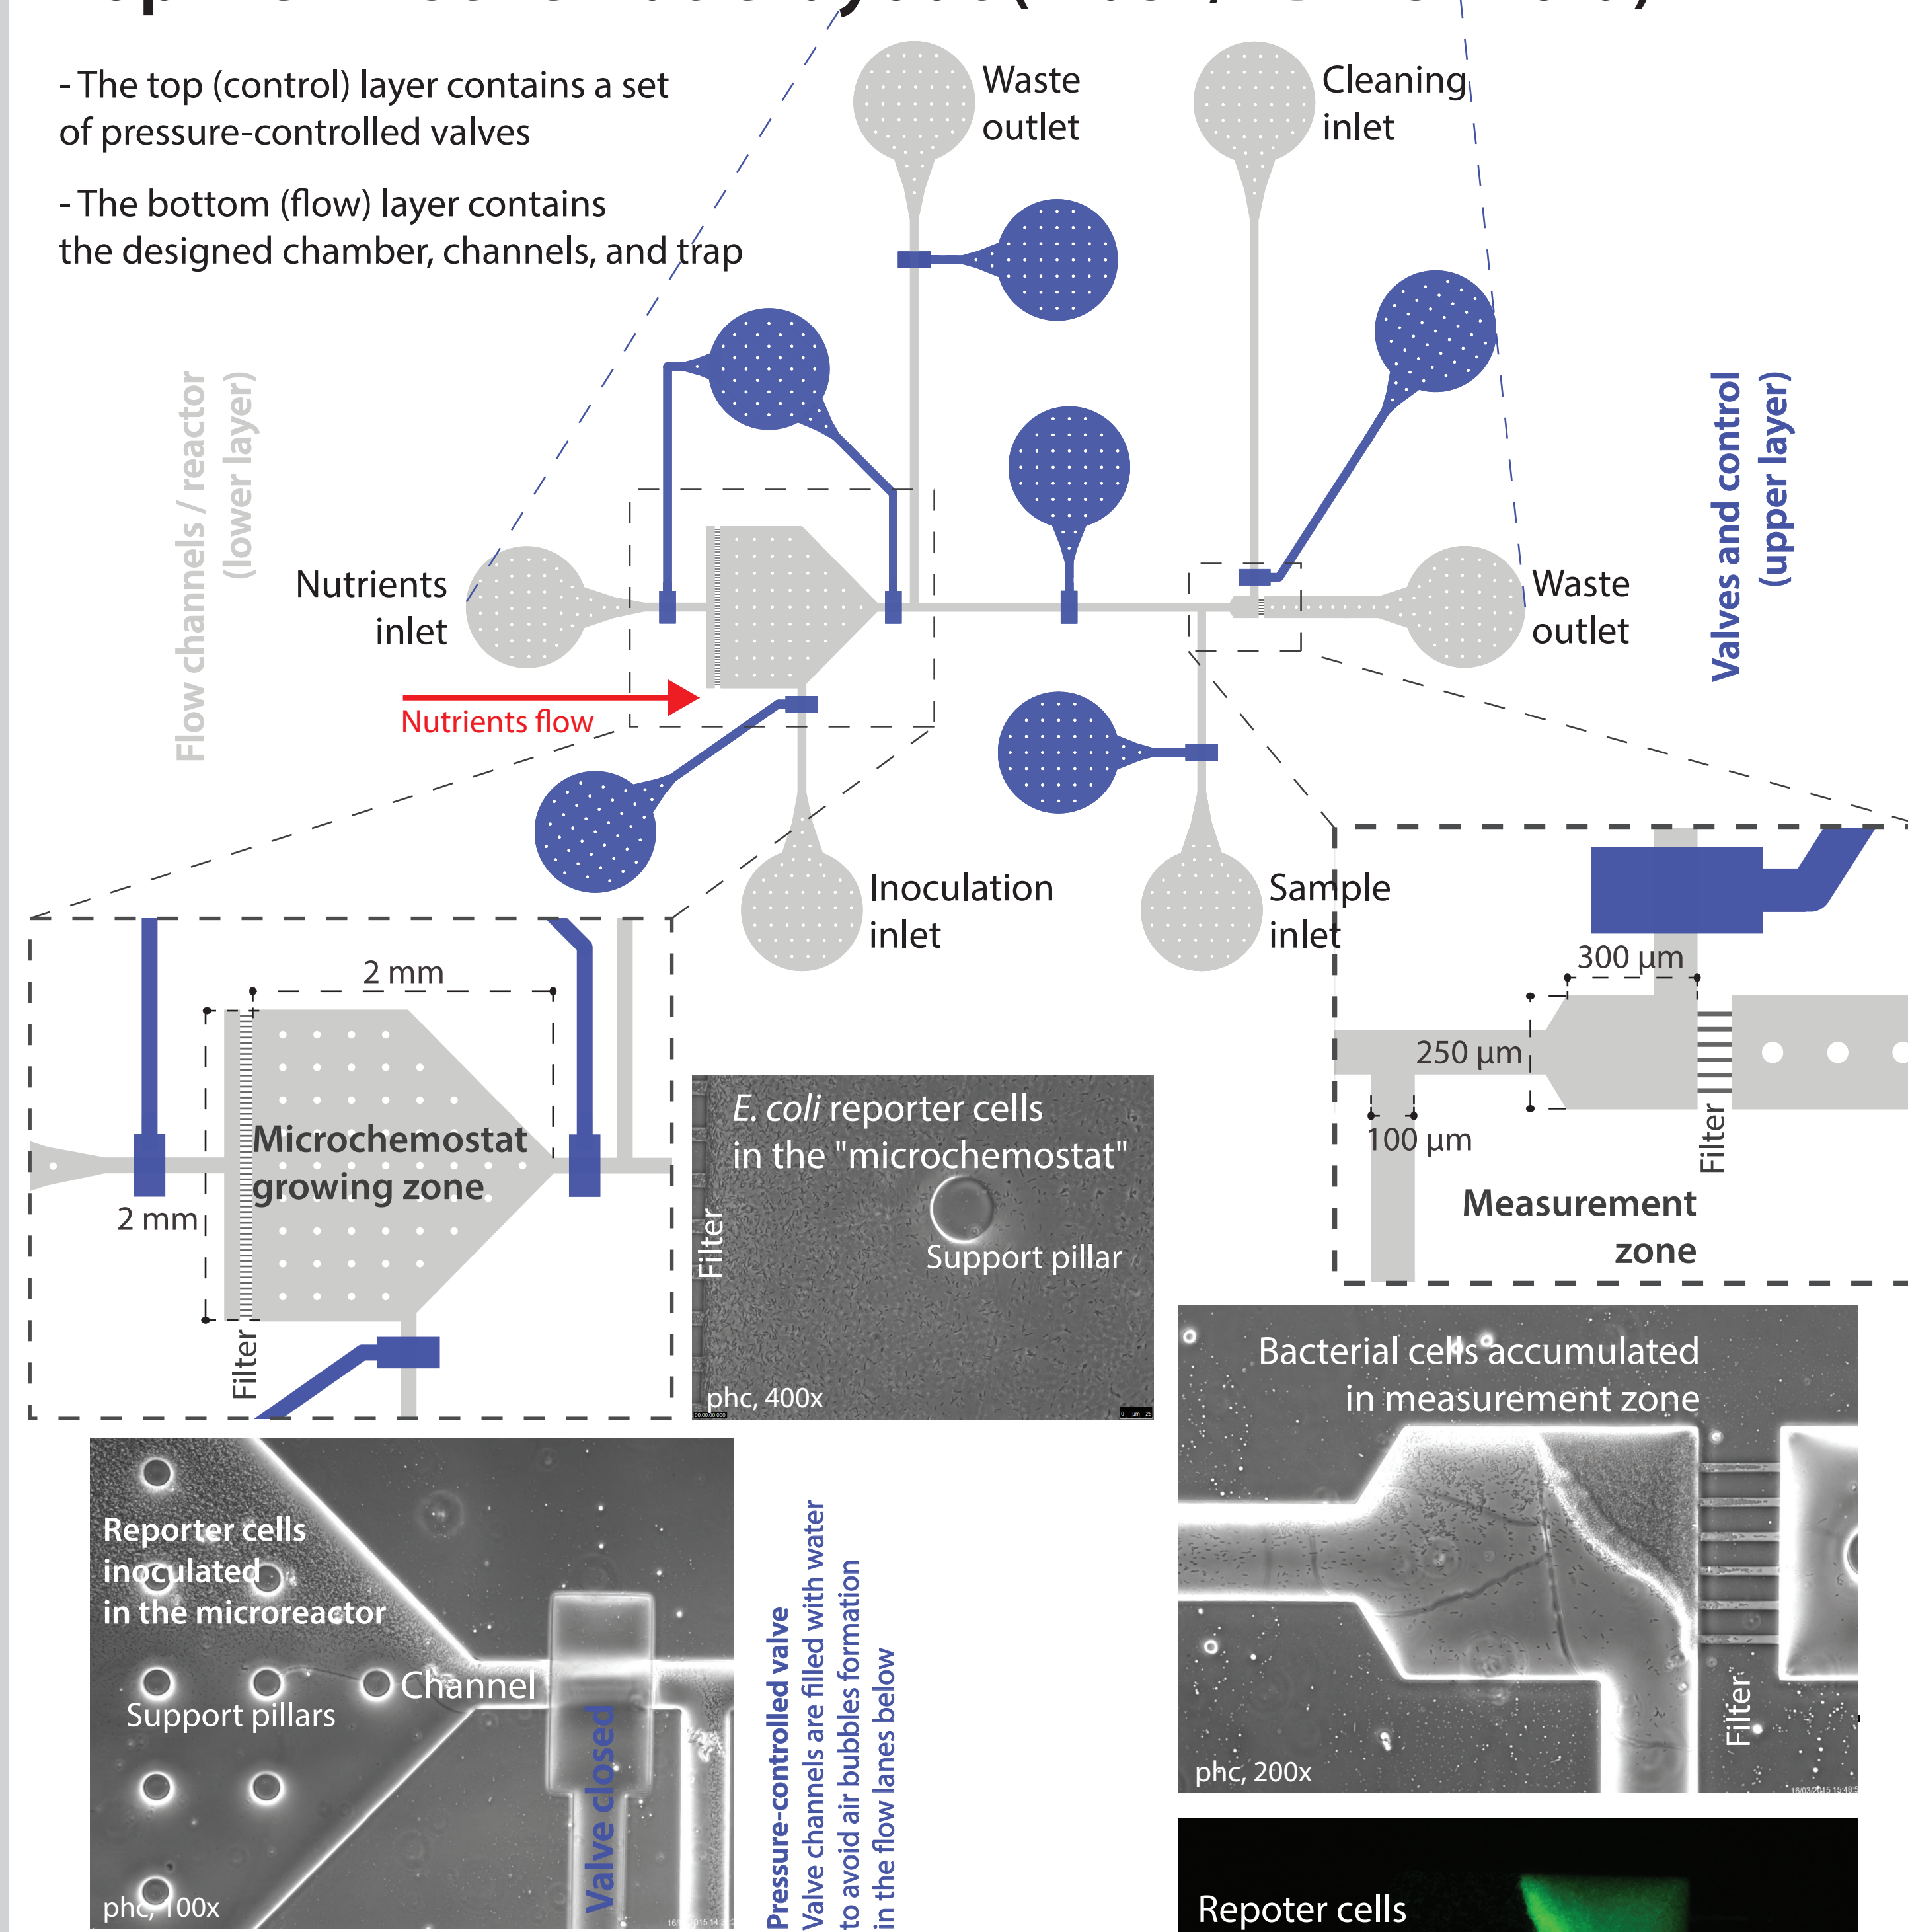 - The top (control) layer contains a set
of pressure-controlled valves
- The bottom (flow) layer contains
the designed chamber, channels, and trap
Waste
outlet
Cleaning
inlet
Flow channels / reactor
(lower layer)
Valves and control
(upper layer)
Nutrients
inlet
Waste
outlet
Nutrients flow
Inoculation
inlet
Sample
inlet
2 mm
Microchemostat
growing zone
2 mm
Filter
300 µm
250 µm
100 µm
Filter
Measurement
zone
E. coli reporter cells
in the "microchemostat"
Filter
Support pillar
phc, 400x
Bacterial cells accumulated
in measurement zone
Filter
phc, 200x
Reporter cells
inoculated
in the microreactor
Channel
Support pillars
Valve closed
phc, 100x
Pressure-controlled valve
Valve channels are filled with water
to avoid air bubbles formation
in the flow lanes below
Repoter cells